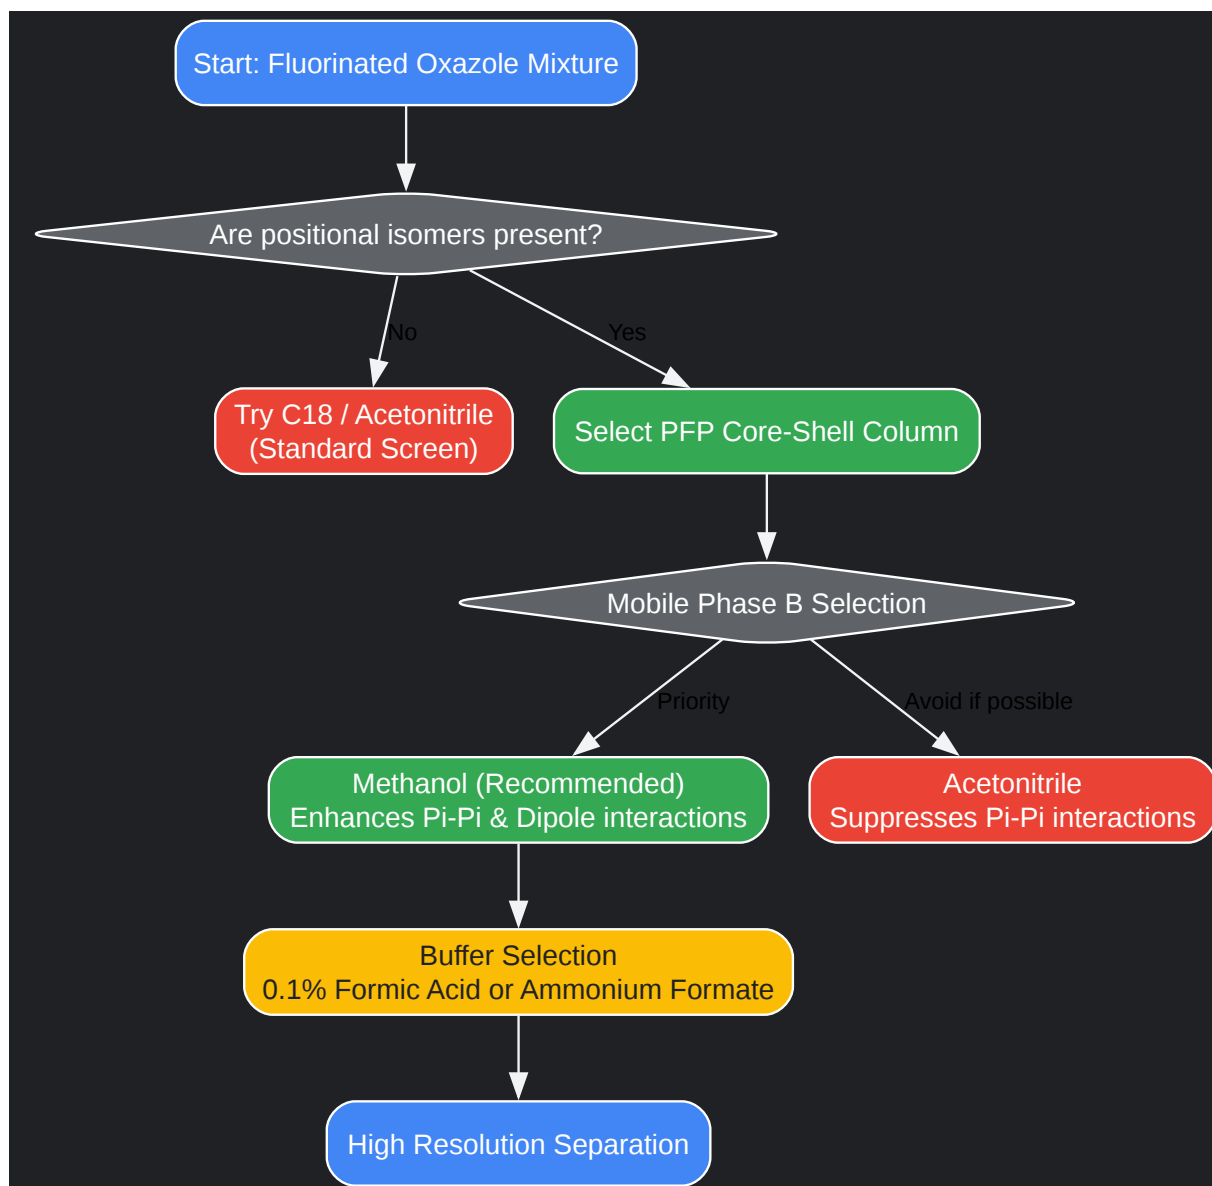 Start: Fluorinated Oxazole Mixture
Are positional isomers present?
No
Yes
Try C18 / Acetonitrile
(Standard Screen)
Select PFP Core-Shell Column
Mobile Phase B Selection
Priority
Avoid if possible
Methanol (Recommended)
Enhances Pi-Pi & Dipole interactions
Acetonitrile
Suppresses Pi-Pi interactions
Buffer Selection
0.1% Formic Acid or Ammonium Formate
High Resolution Separation